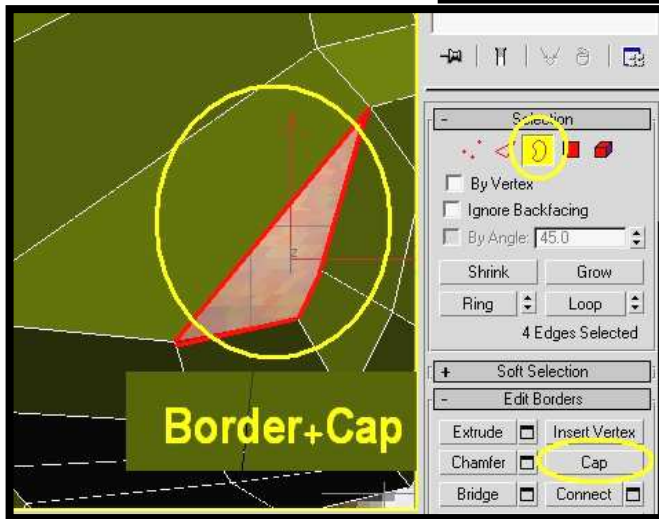 Selection
By Vertex
Ignore Backfacing
By Angle: 45.0
Shrink Grow
Ring Loop
4 Edges Selected
+ Soft Selection
- Edit Borders
Extrude Insert Vertex
Chamfer Cap
Bridge Connect
z
Border+Cap